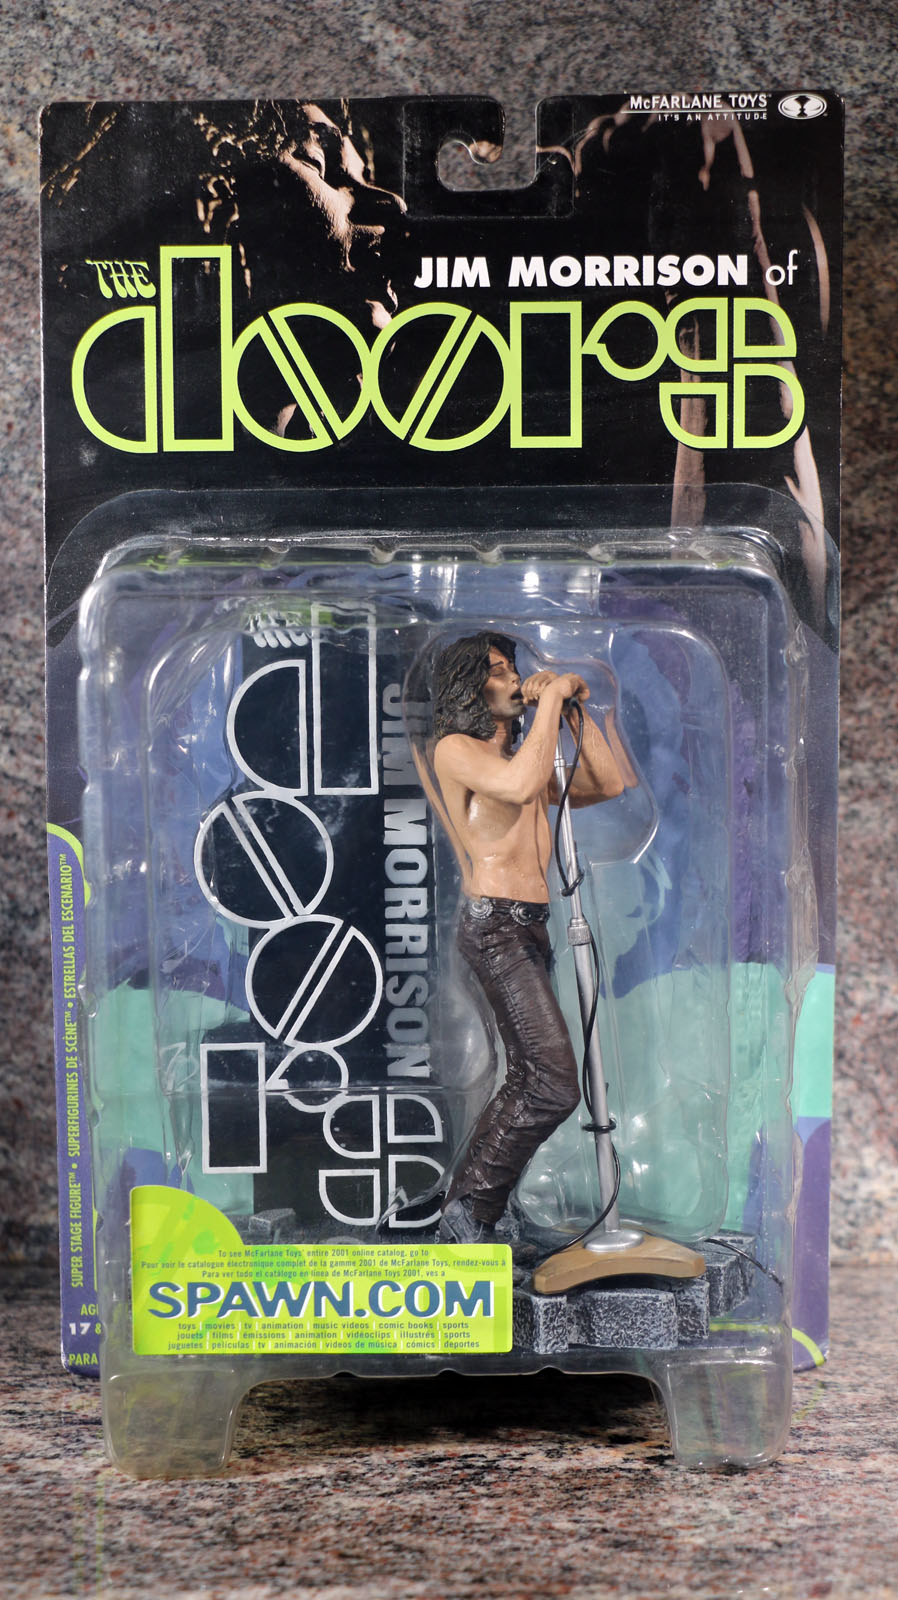 McFARLANE TOYS
IT'S AN ATTITUDE
JIM MORRISON of
THE
doors
THE
doors
JIM MORRISON
SUPER STAGE FIGURE™ • SUPERFIGURINES DE SCÈNE™ • ESTRELLAS DEL ESCENARIO™
17 &
PARA
To see McFarlane Toys' entire 2001 online catalog, go to
Pour voir le catalogue électronique complet de la gamme 2001 de McFarlane Toys, rendez-vous à
Para ver todo el catálogo en línea de McFarlane Toys 2001, ves a
SPAWN.COM
toys | movies | tv | animation | music videos | comic books | sports
jouets | films | émissions | animation | vidéoclips | illustrés | sports
juguetes | películas | tv | animación | videos de música | cómics | deportes